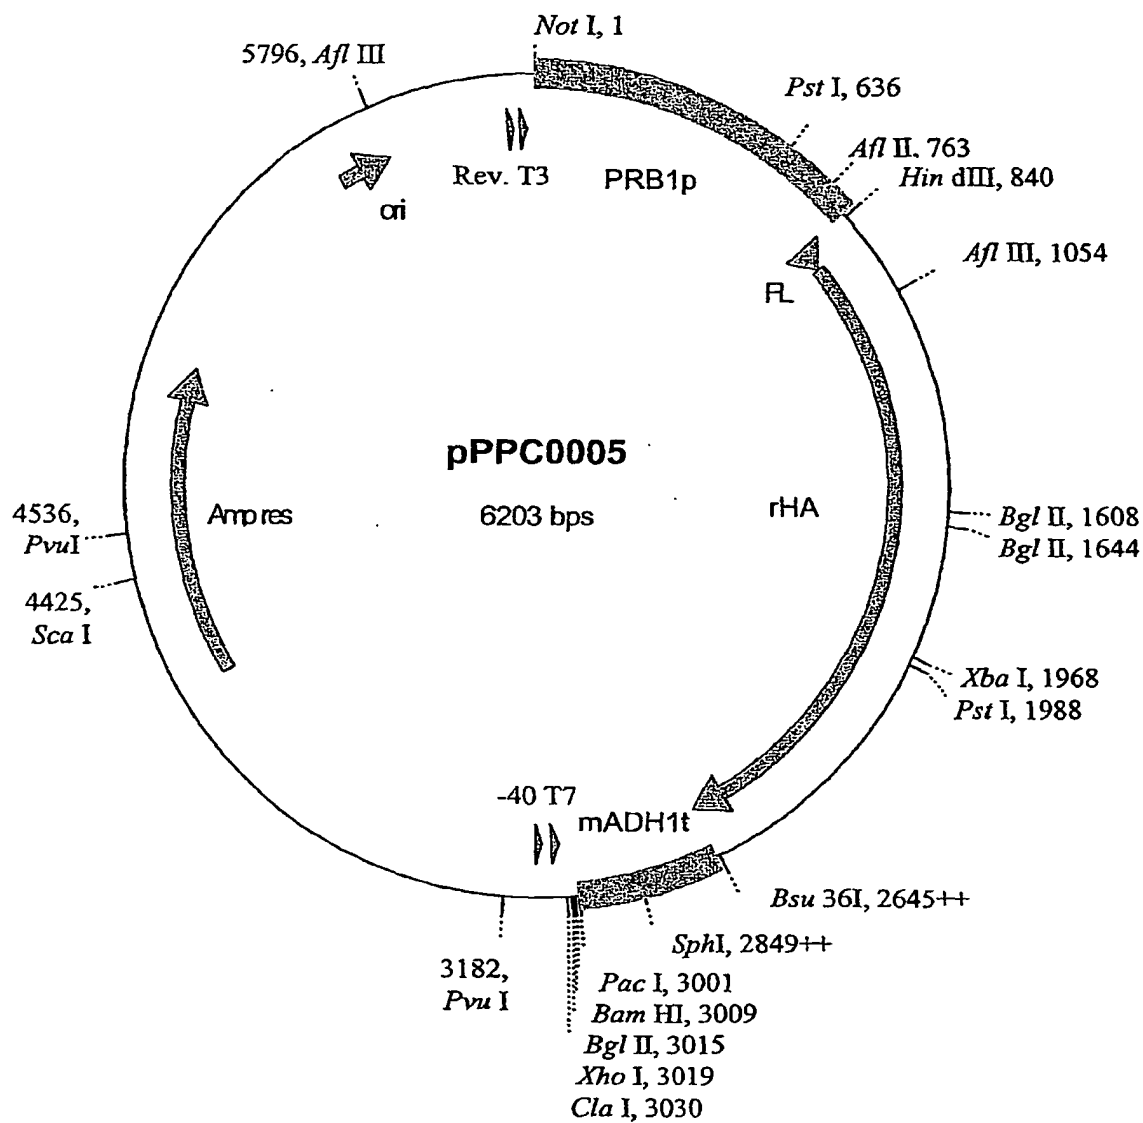 Not I, 1
5796, Afl III
Pst I, 636
Afl II, 763
Hin dIII, 840
Rev. T3
PRB1p
ori
Afl III, 1054
FL
pPPC0005
6203 bps
rHA
Amp res
4536,
PvuI
4425,
Sca I
Bgl II, 1608
Bgl II, 1644
Xba I, 1968
Pst I, 1988
-40 T7
mADH1t
Bsu 36I, 2645++
SphI, 2849++
3182,
Pvu I
Pac I, 3001
Bam HI, 3009
Bgl II, 3015
Xho I, 3019
Cla I, 3030